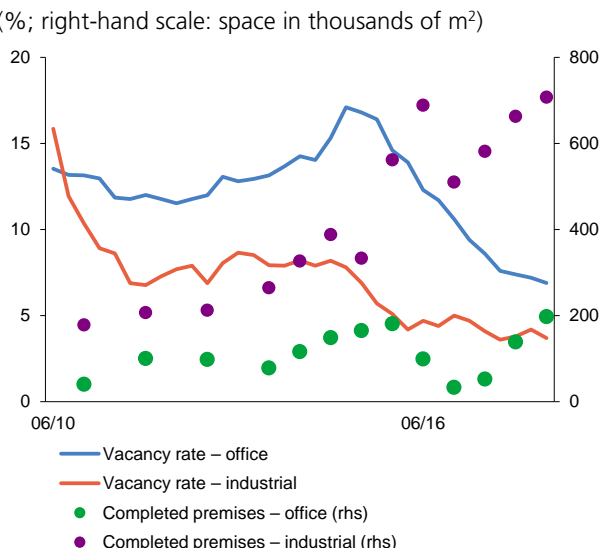 (%; right-hand scale: space in thousands of m²)
20 800
15 600
10 400
5 200
0 0
06/10 06/16
Vacancy rate – office
Vacancy rate – industrial
Completed premises – office (rhs)
Completed premises – industrial (rhs)